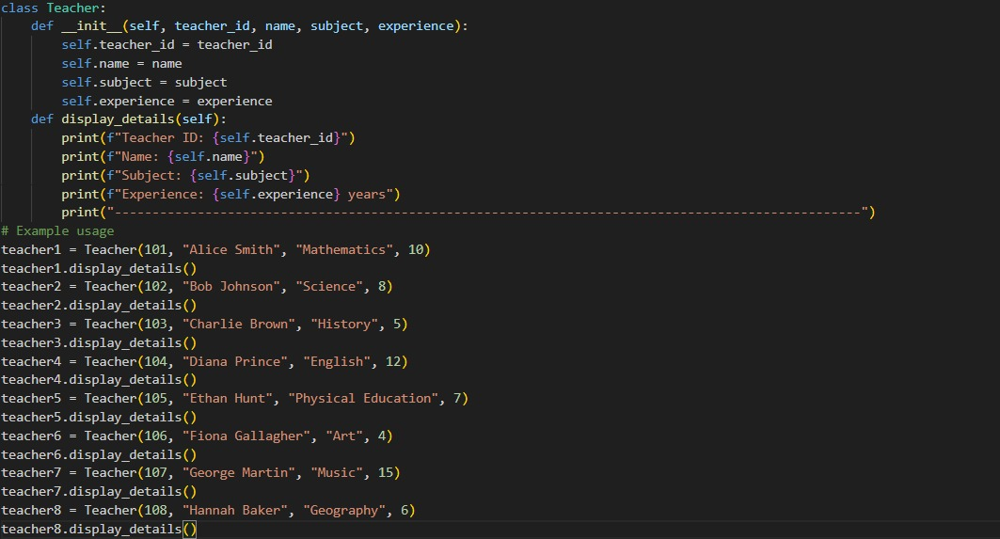 class Teacher:
    def __init__(self, teacher_id, name, subject, experience):
        self.teacher_id = teacher_id
        self.name = name
        self.subject = subject
        self.experience = experience
    def display_details(self):
        print(f"Teacher ID: {self.teacher_id}")
        print(f"Name: {self.name}")
        print(f"Subject: {self.subject}")
        print(f"Experience: {self.experience} years")
        print("---------------------------------------------------------------------------------------------------")
# Example usage
teacher1 = Teacher(101, "Alice Smith", "Mathematics", 10)
teacher1.display_details()
teacher2 = Teacher(102, "Bob Johnson", "Science", 8)
teacher2.display_details()
teacher3 = Teacher(103, "Charlie Brown", "History", 5)
teacher3.display_details()
teacher4 = Teacher(104, "Diana Prince", "English", 12)
teacher4.display_details()
teacher5 = Teacher(105, "Ethan Hunt", "Physical Education", 7)
teacher5.display_details()
teacher6 = Teacher(106, "Fiona Gallagher", "Art", 4)
teacher6.display_details()
teacher7 = Teacher(107, "George Martin", "Music", 15)
teacher7.display_details()
teacher8 = Teacher(108, "Hannah Baker", "Geography", 6)
teacher8.display_details()